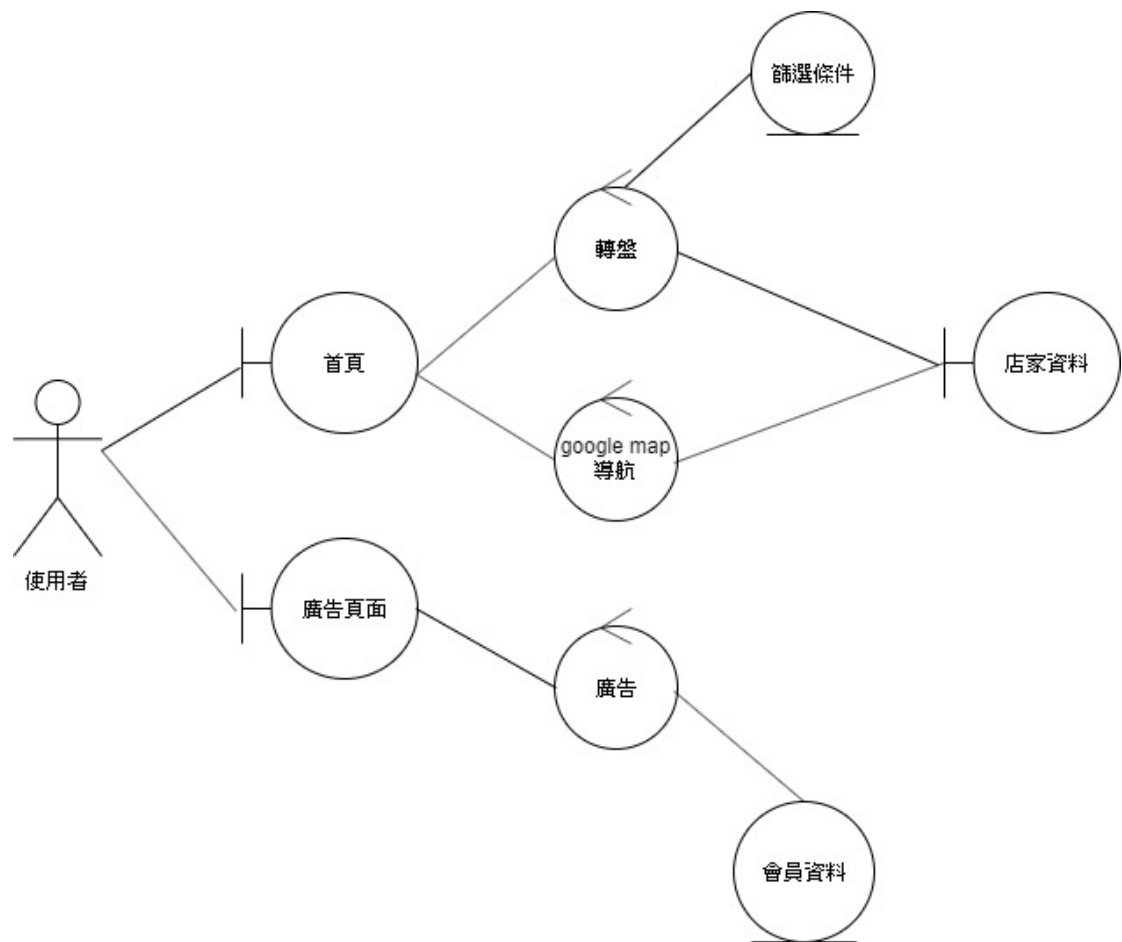 篩選條件
轉盤
首頁
店家資料
google map
導航
使用者
廣告頁面
廣告
會員資料